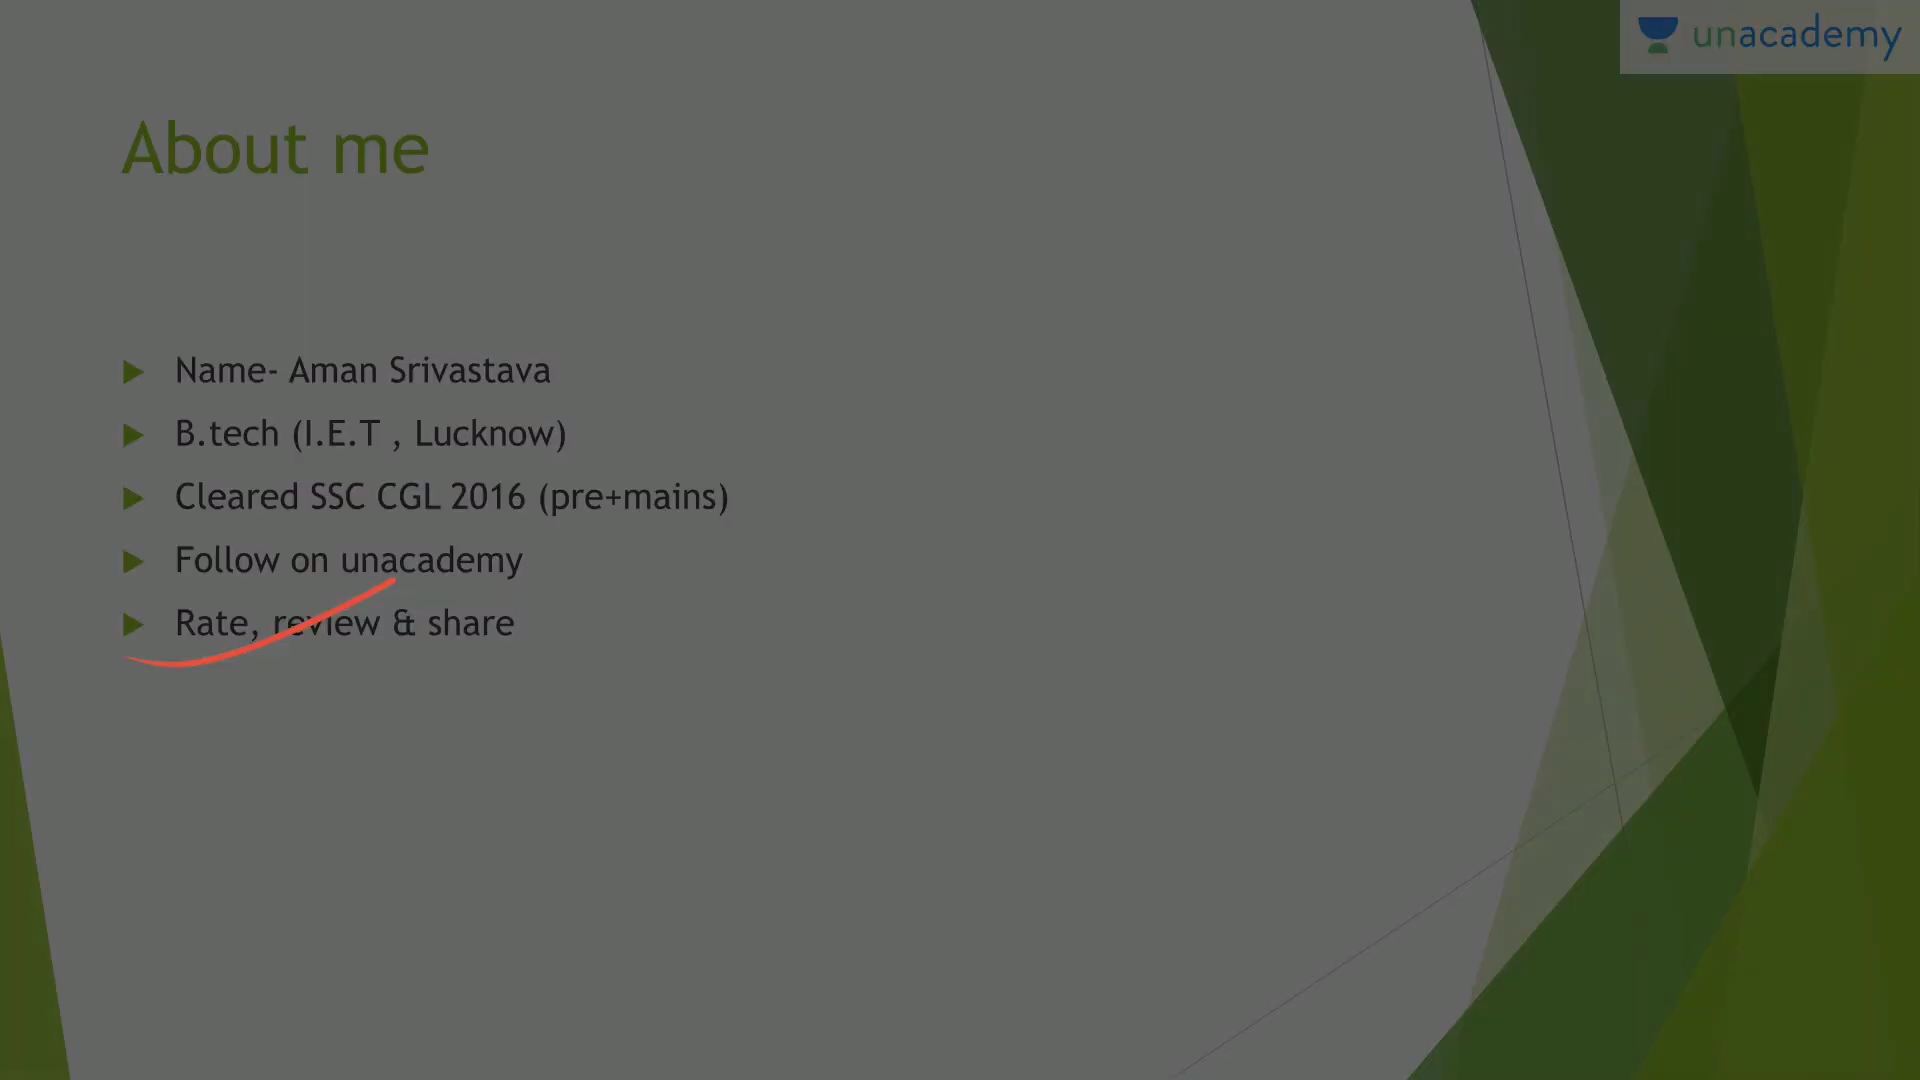 unacademy
About me
Name- Aman Srivastava
B.tech (I.E.T , Lucknow)
Cleared SSC CGL 2016 (pre+mains)
Follow on unacademy
Rate, review & share